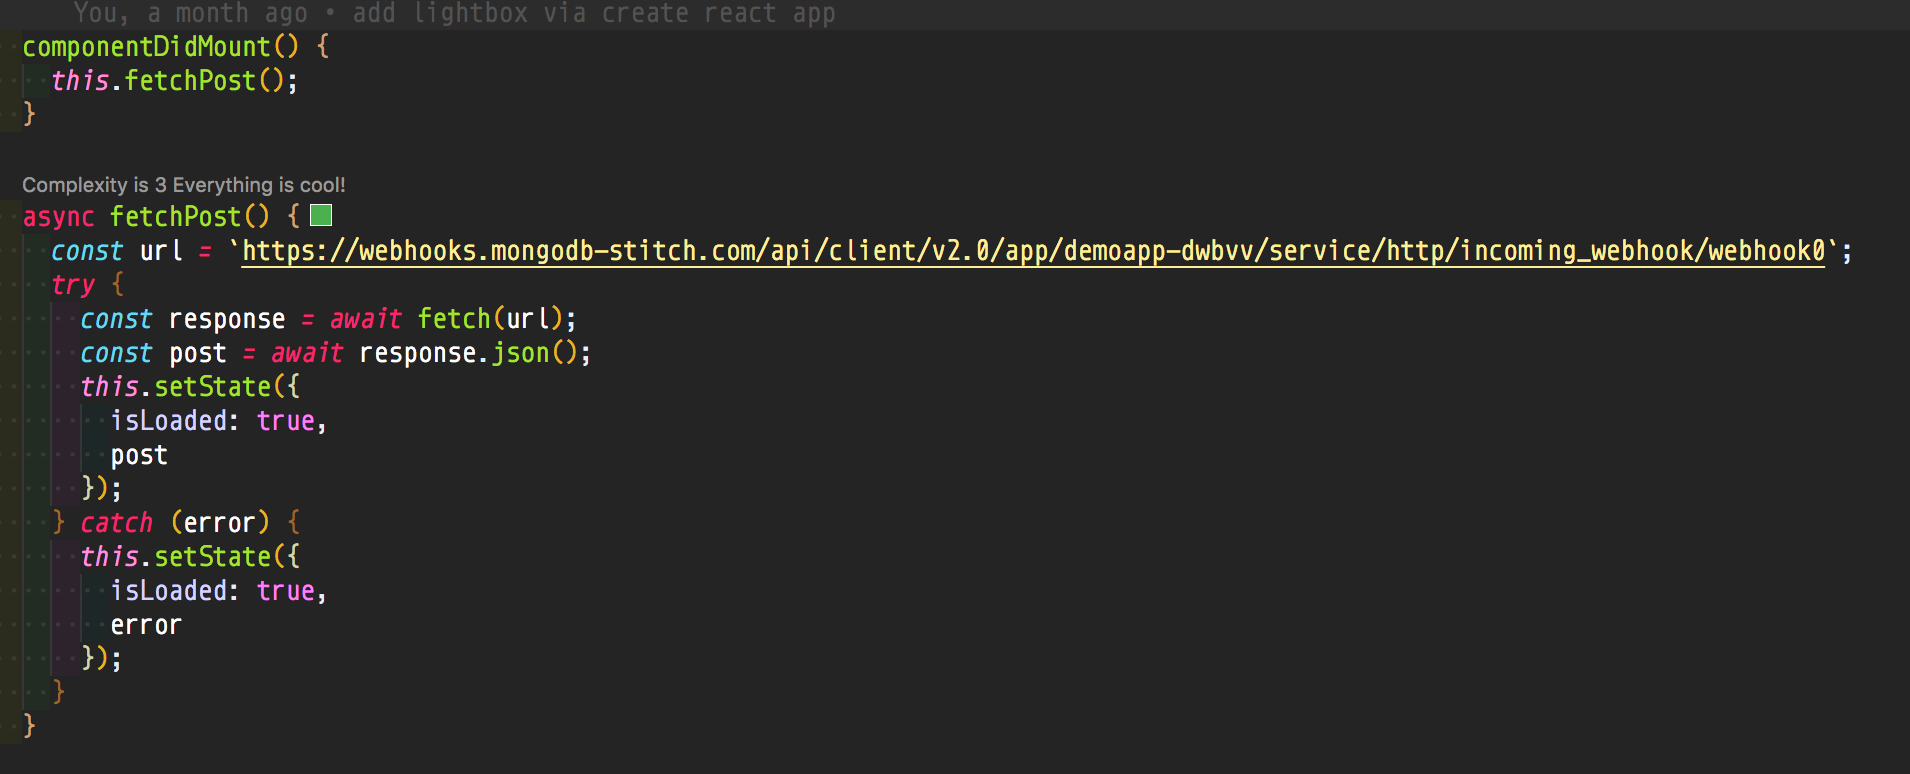 You, a month ago • add lightbox via create react app
componentDidMount() {
this.fetchPost();
}
Complexity is 3 Everything is cool!
async fetchPost() {
const url = `https://webhooks.mongodb-stitch.com/api/client/v2.0/app/demoapp-dwbvv/service/http/incoming_webhook/webhook0`;
try {
const response = await fetch(url);
const post = await response.json();
this.setState({
isLoaded: true,
post
});
} catch (error) {
this.setState({
isLoaded: true,
error
});
}
}